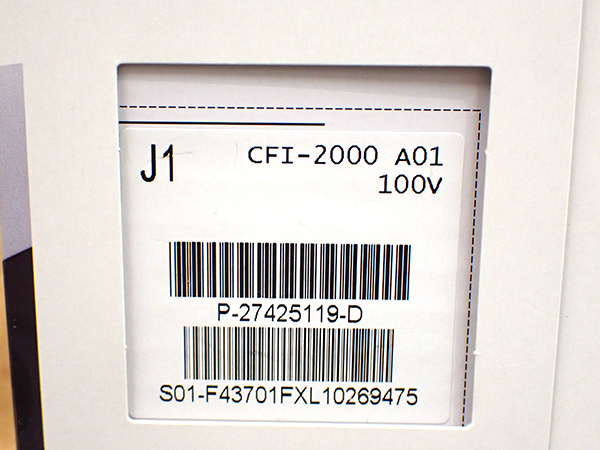 J1
CFI-2000 A01
100V
P-27425119-D
S01-F43701FXL10269475